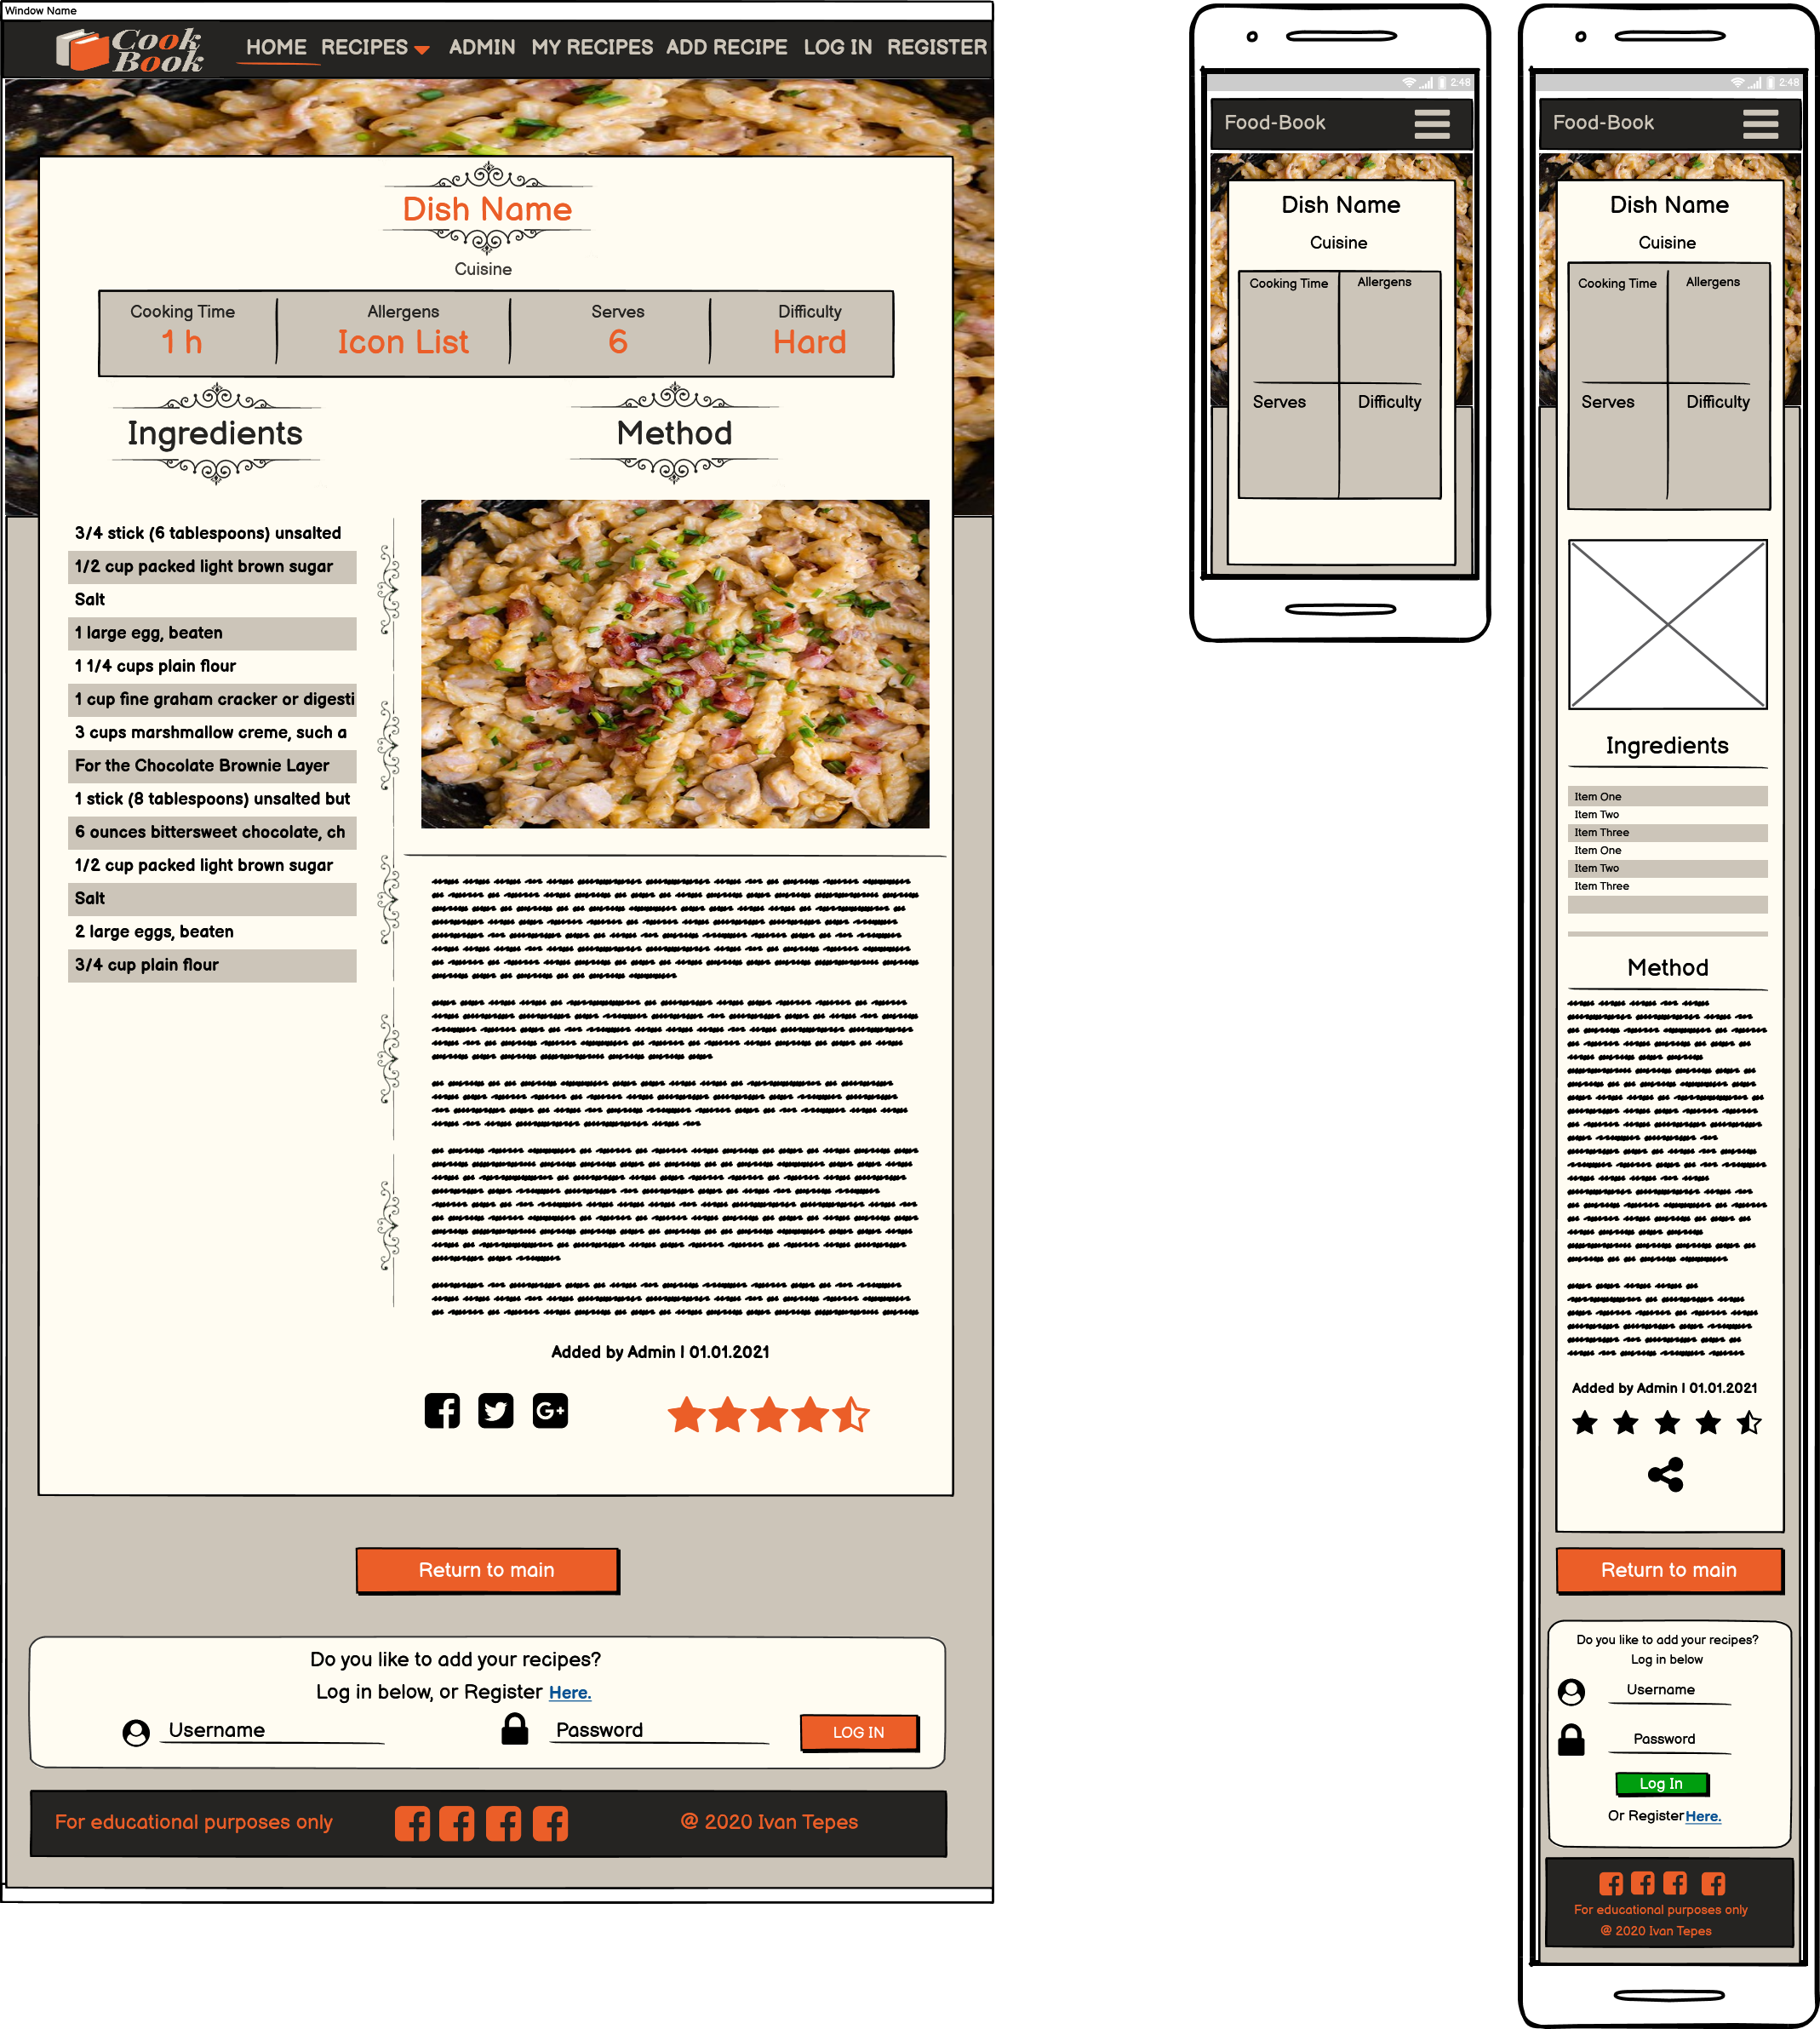 Window Name
Cook
Book
HOME RECIPES ADMIN MY RECIPES ADD RECIPE LOG IN REGISTER
Dish Name
Cuisine
Cooking Time Allergens Serves Difficulty
1 h Icon List 6 Hard
Ingredients Method
3/4 stick (6 tablespoons) unsalted
1/2 cup packed light brown sugar
Salt
1 large egg, beaten
1 1/4 cups plain flour
1 cup fine graham cracker or digesti
3 cups marshmallow creme, such a
For the Chocolate Brownie Layer
1 stick (8 tablespoons) unsalted but
6 ounces bittersweet chocolate, ch
1/2 cup packed light brown sugar
Salt
2 large eggs, beaten
3/4 cup plain flour
Added by Admin I 01.01.2021
Return to main
Do you like to add your recipes?
Log in below, or Register Here.
Username Password LOG IN
For educational purposes only @ 2020 Ivan Tepes
2:48
Food-Book
Dish Name
Cuisine
Cooking Time Allergens
Serves Difficulty
2:48
Food-Book
Dish Name
Cuisine
Cooking Time Allergens
Serves Difficulty
Ingredients
Item One
Item Two
Item Three
Item One
Item Two
Item Three
Method
Added by Admin I 01.01.2021
Return to main
Do you like to add your recipes?
Log in below
Username
Password
Log In
Or Register Here.
For educational purposes only
@ 2020 Ivan Tepes